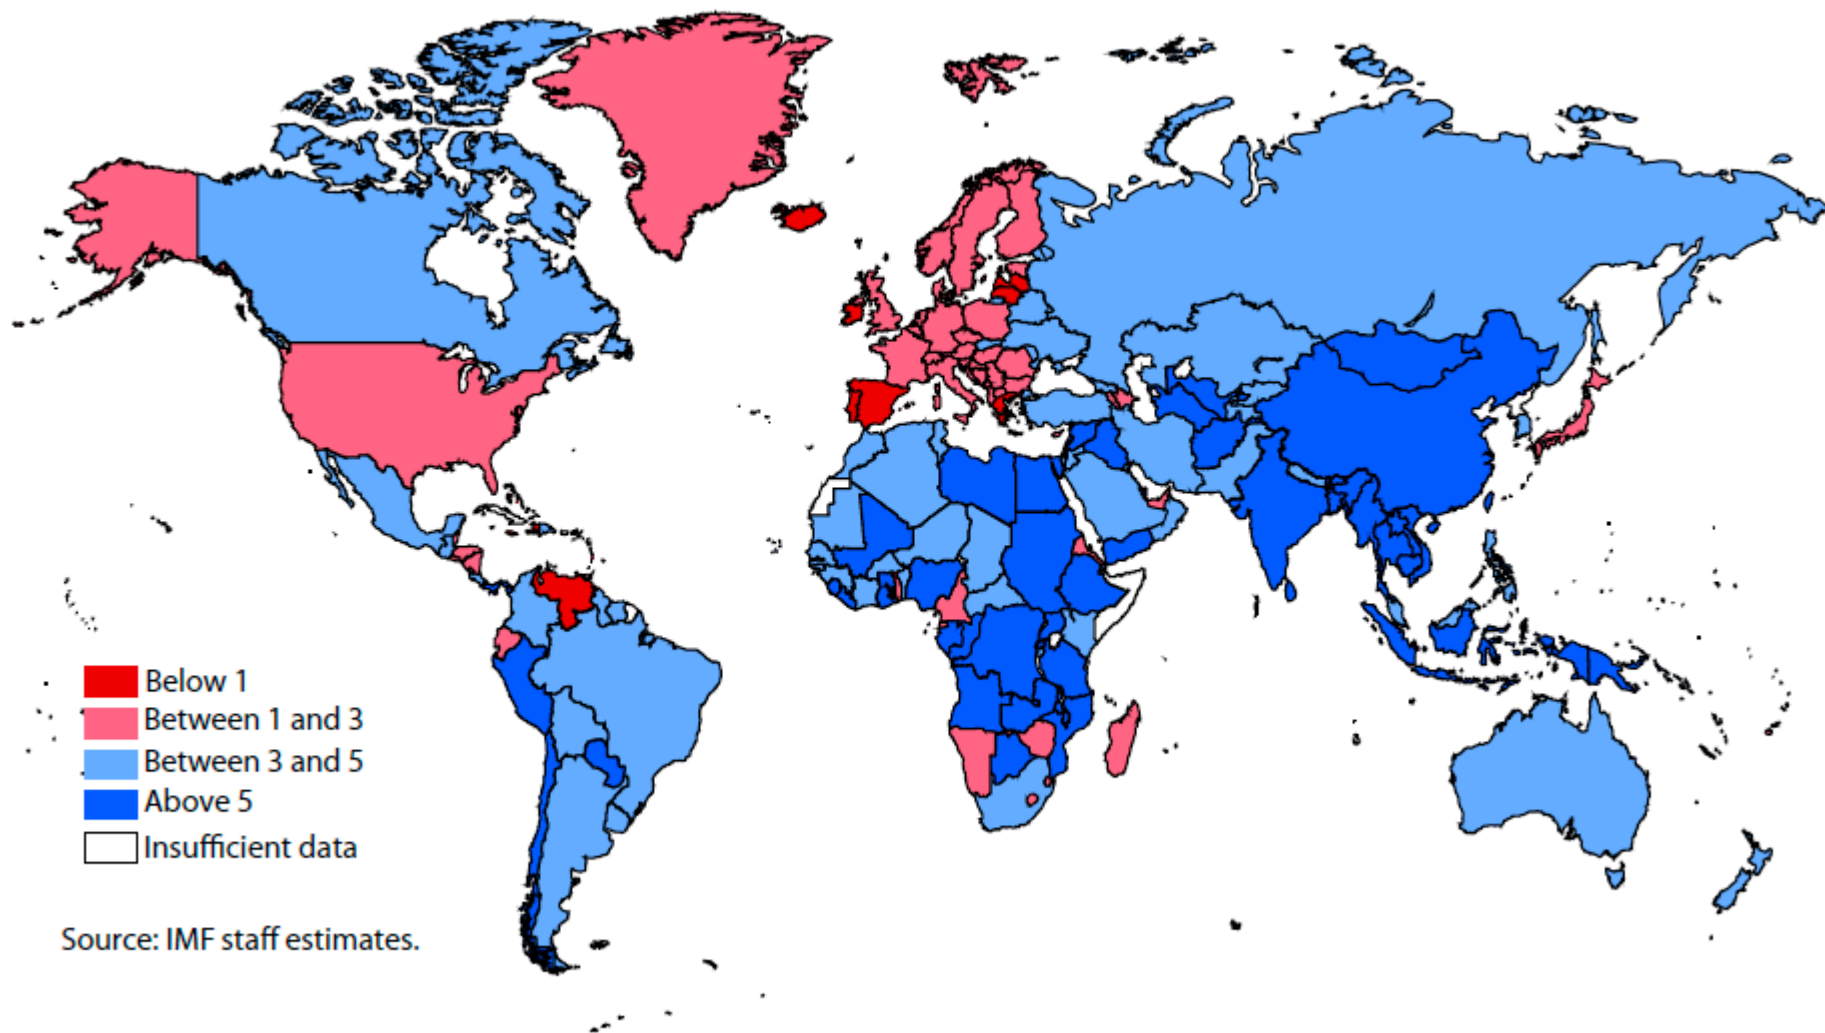 Below 1
Between 1 and 3
Between 3 and 5
Above 5
Insufficient data
Source: IMF staff estimates.